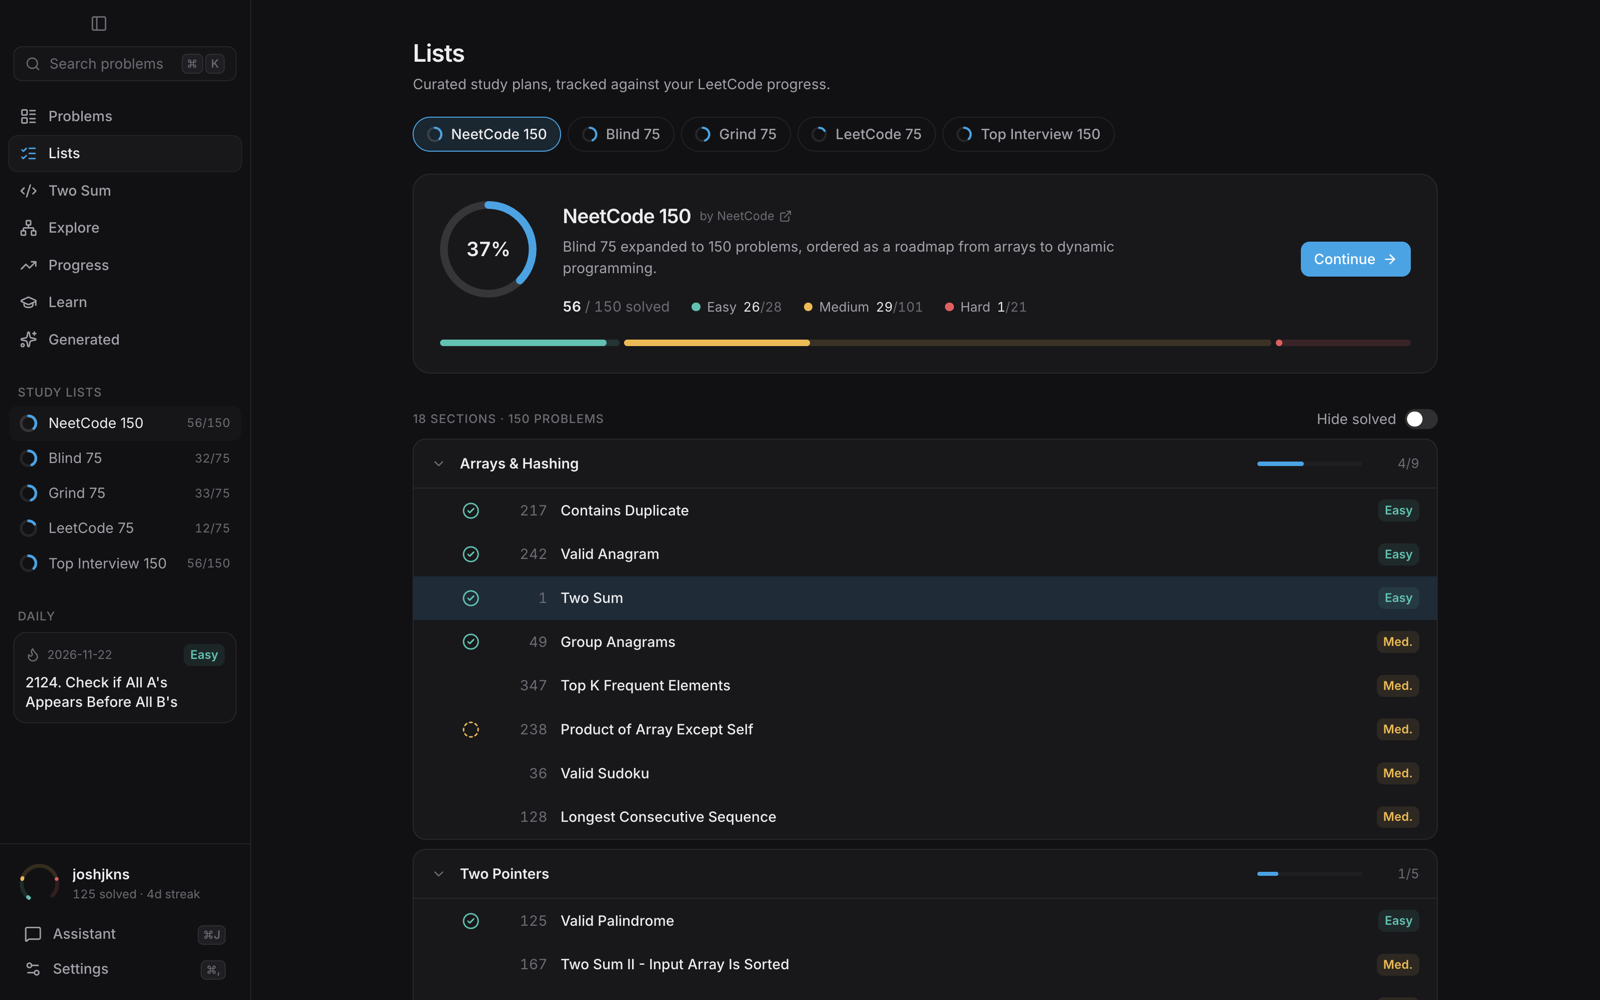 Search problems ⌘ K
Problems
Lists
Two Sum
Explore
Progress
Learn
Generated
STUDY LISTS
NeetCode 150 56/150
Blind 75 32/75
Grind 75 33/75
LeetCode 75 12/75
Top Interview 150 56/150
DAILY
2026-11-22 Easy
2124. Check if All A's
Appears Before All B's
joshjkns
125 solved · 4d streak
Assistant ⌘J
Settings ⌘,
Lists
Curated study plans, tracked against your LeetCode progress.
NeetCode 150 Blind 75 Grind 75 LeetCode 75 Top Interview 150
37%
NeetCode 150 by NeetCode
Blind 75 expanded to 150 problems, ordered as a roadmap from arrays to dynamic
programming.
56 / 150 solved Easy 26/28 Medium 29/101 Hard 1/21
Continue →
18 SECTIONS · 150 PROBLEMS Hide solved
Arrays & Hashing 4/9
217 Contains Duplicate Easy
242 Valid Anagram Easy
1 Two Sum Easy
49 Group Anagrams Med.
347 Top K Frequent Elements Med.
238 Product of Array Except Self Med.
36 Valid Sudoku Med.
128 Longest Consecutive Sequence Med.
Two Pointers 1/5
125 Valid Palindrome Easy
167 Two Sum II - Input Array Is Sorted Med.